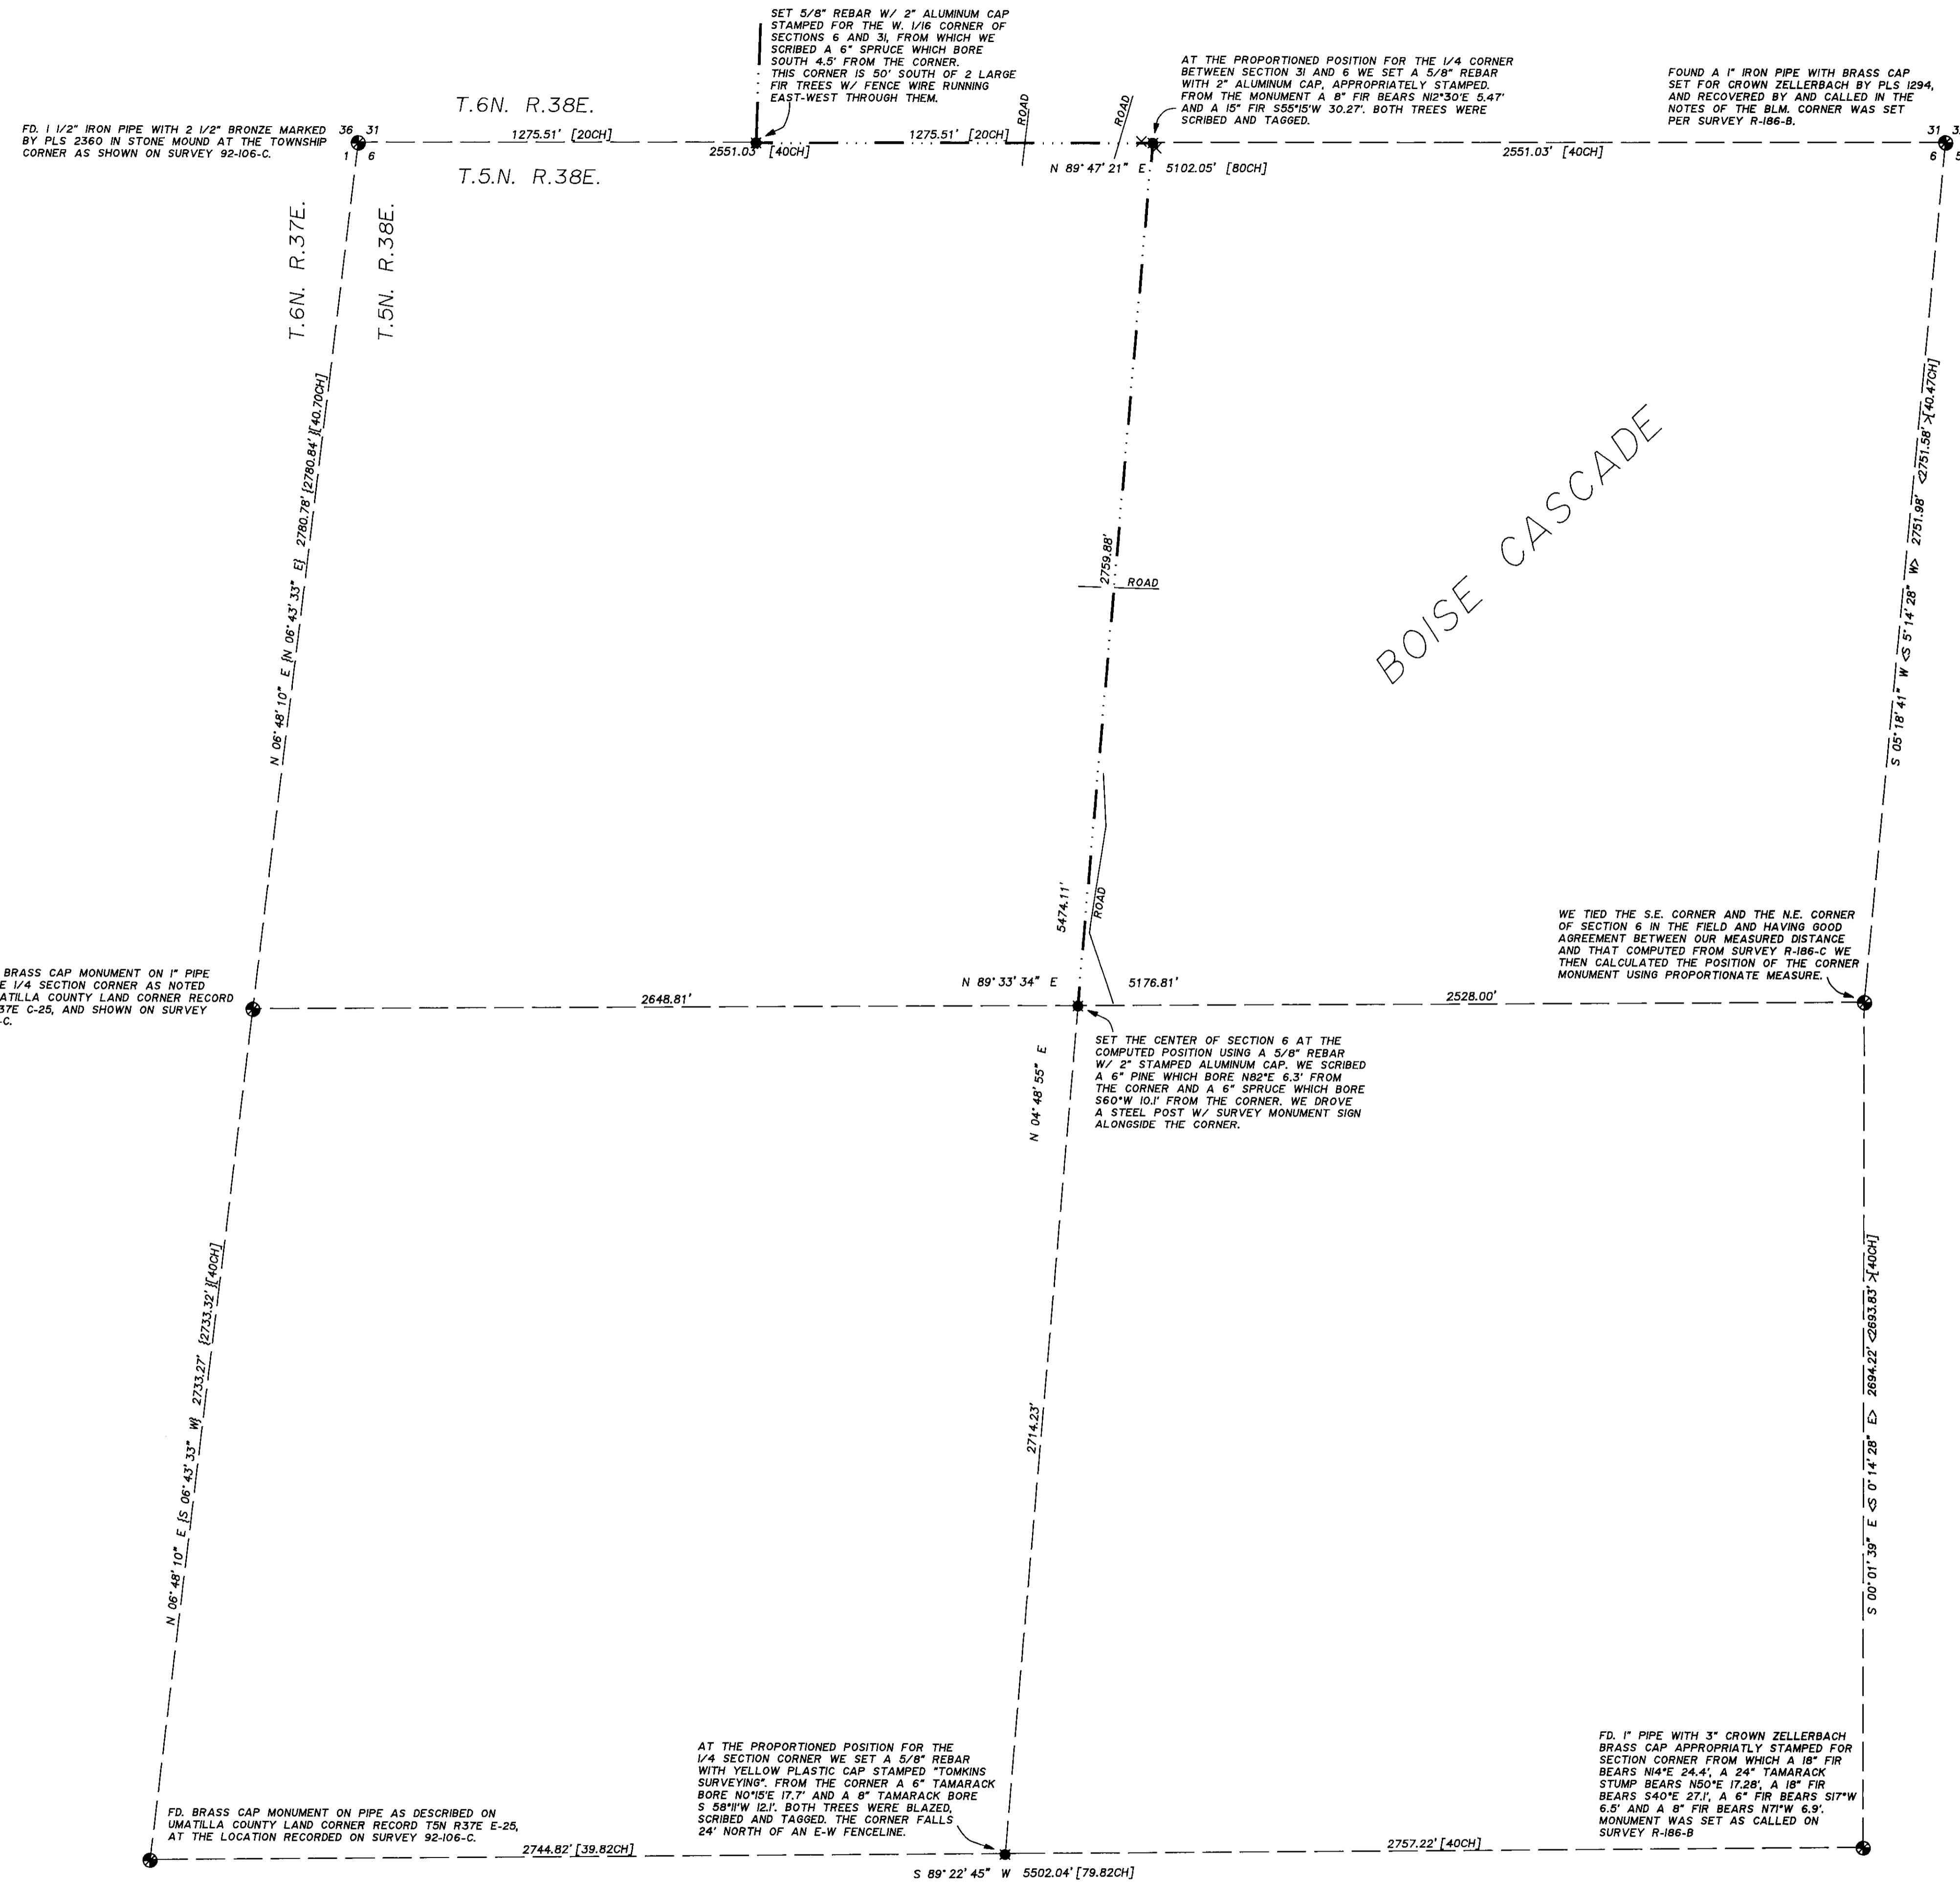 SET 5/8" REBAR W/ 2" ALUMINUM CAP
STAMPED FOR THE W. 1/16 CORNER OF
SECTIONS 6 AND 31, FROM WHICH WE
SCRIBED A 6" SPRUCE WHICH BORE
SOUTH 4.5' FROM THE CORNER.
THIS CORNER IS 50' SOUTH OF 2 LARGE
FIR TREES W/ FENCE WIRE RUNNING
EAST-WEST THROUGH THEM.
AT THE PROPORTIONED POSITION FOR THE 1/4 CORNER
BETWEEN SECTION 31 AND 6 WE SET A 5/8" REBAR
WITH 2" ALUMINUM CAP, APPROPRIATELY STAMPED.
FROM THE MONUMENT A 8" FIR BEARS N12°30'E 5.47'
AND A 15" FIR S55°15'W 30.27'. BOTH TREES WERE
SCRIBED AND TAGGED.
FOUND A 1" IRON PIPE WITH BRASS CAP
SET FOR CROWN ZELLERBACH BY PLS 1294,
AND RECOVERED BY AND CALLED IN THE
NOTES OF THE BLM. CORNER WAS SET
PER SURVEY R-186-B.
T.6N. R.38E.
FD. 1 1/2" IRON PIPE WITH 2 1/2" BRONZE MARKED
BY PLS 2360 IN STONE MOUND AT THE TOWNSHIP
CORNER AS SHOWN ON SURVEY 92-106-C.
36 31
1 6
1275.51' [20CH]
2551.03' [40CH]
1275.51' [20CH]
ROAD
ROAD
N 89°47'21" E 5102.05' [80CH]
2551.03' [40CH]
31
6 5
T.5.N. R.38E.
T.6N. R.37E.
T.5N. R.38E.
N 06°48'10" E {N 06°43'33" E} 2780.78' {2780.84'}[40.70CH]
2759.88'
ROAD
BOISE CASCADE
S 05°18'41" W <S 5°14'28" W> 2751.98' <2751.58'>[40.47CH]
5474.11'
ROAD
WE TIED THE S.E. CORNER AND THE N.E. CORNER
OF SECTION 6 IN THE FIELD AND HAVING GOOD
AGREEMENT BETWEEN OUR MEASURED DISTANCE
AND THAT COMPUTED FROM SURVEY R-186-C WE
THEN CALCULATED THE POSITION OF THE CORNER
MONUMENT USING PROPORTIONATE MEASURE.
BRASS CAP MONUMENT ON 1" PIPE
E 1/4 SECTION CORNER AS NOTED
ATILLA COUNTY LAND CORNER RECORD
37E C-25, AND SHOWN ON SURVEY
-C.
2648.81'
N 89°33'34" E 5176.81'
2528.00'
SET THE CENTER OF SECTION 6 AT THE
COMPUTED POSITION USING A 5/8" REBAR
W/ 2" STAMPED ALUMINUM CAP. WE SCRIBED
A 6" PINE WHICH BORE N82°E 6.3' FROM
THE CORNER AND A 6" SPRUCE WHICH BORE
S60°W 10.1' FROM THE CORNER. WE DROVE
A STEEL POST W/ SURVEY MONUMENT SIGN
ALONGSIDE THE CORNER.
N 04°48'55" E
2714.23'
N 06°48'10" E {S 06°43'33" W} 2733.27' {2733.32'}[40CH]
S 00°01'39" E <S 0°14'28" E> 2694.22' <2693.83'>[40CH]
AT THE PROPORTIONED POSITION FOR THE
1/4 SECTION CORNER WE SET A 5/8" REBAR
WITH YELLOW PLASTIC CAP STAMPED "TOMKINS
SURVEYING". FROM THE CORNER A 6" TAMARACK
BORE N0°15'E 17.7' AND A 8" TAMARACK BORE
S 58°11'W 12.1'. BOTH TREES WERE BLAZED,
SCRIBED AND TAGGED. THE CORNER FALLS
24' NORTH OF AN E-W FENCELINE.
FD. 1" PIPE WITH 3" CROWN ZELLERBACH
BRASS CAP APPROPRIATLY STAMPED FOR
SECTION CORNER FROM WHICH A 18" FIR
BEARS N14°E 24.4', A 24" TAMARACK
STUMP BEARS N50°E 17.28', A 18" FIR
BEARS S40°E 27.1', A 6" FIR BEARS S17°W
6.5' AND A 8" FIR BEARS N71°W 6.9'.
MONUMENT WAS SET AS CALLED ON
SURVEY R-186-B
FD. BRASS CAP MONUMENT ON PIPE AS DESCRIBED ON
UMATILLA COUNTY LAND CORNER RECORD T5N R37E E-25,
AT THE LOCATION RECORDED ON SURVEY 92-106-C.
2744.82' [39.82CH]
2757.22' [40CH]
S 89°22'45" W 5502.04' [79.82CH]